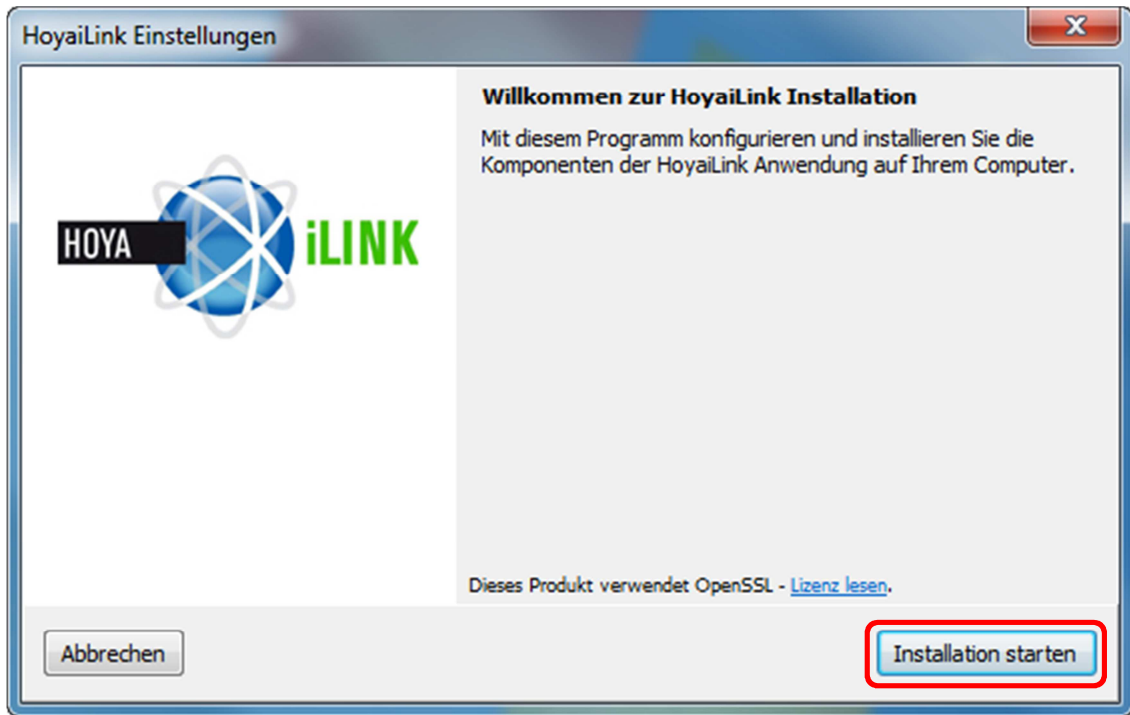 HoyaiLink Einstellungen
Willkommen zur HoyaiLink Installation
Mit diesem Programm konfigurieren und installieren Sie die
Komponenten der HoyaiLink Anwendung auf Ihrem Computer.
HOYA iLINK
Dieses Produkt verwendet OpenSSL - Lizenz lesen.
Abbrechen
Installation starten